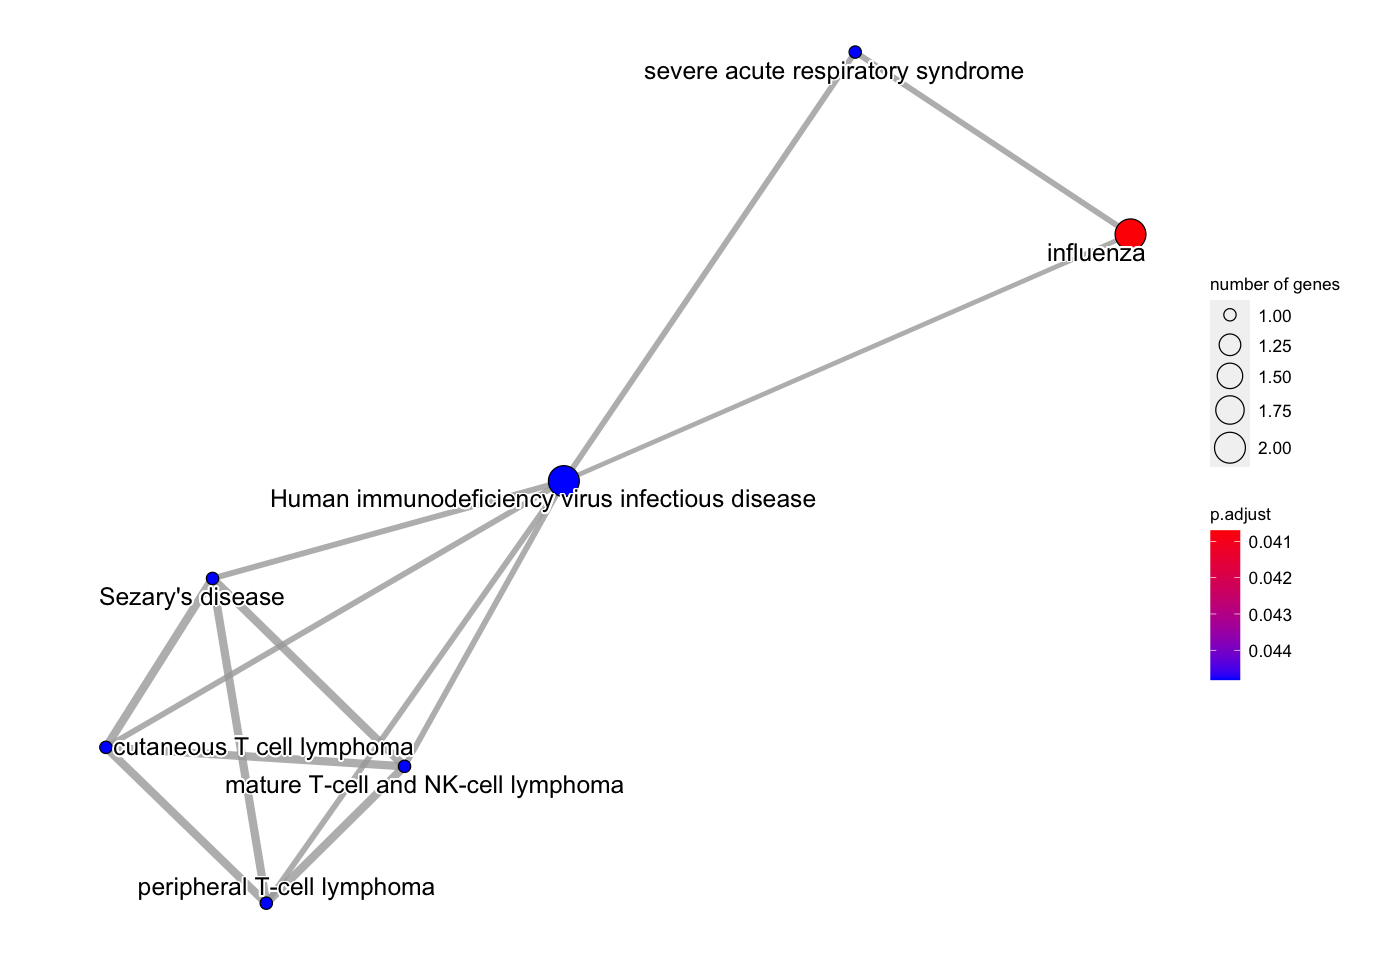 severe acute respiratory syndrome
influenza
number of genes
1.00
1.25
1.50
1.75
2.00
Human immunodeficiency virus infectious disease
p.adjust
0.041
0.042
0.043
0.044
Sezary's disease
cutaneous T cell lymphoma
mature T-cell and NK-cell lymphoma
peripheral T-cell lymphoma